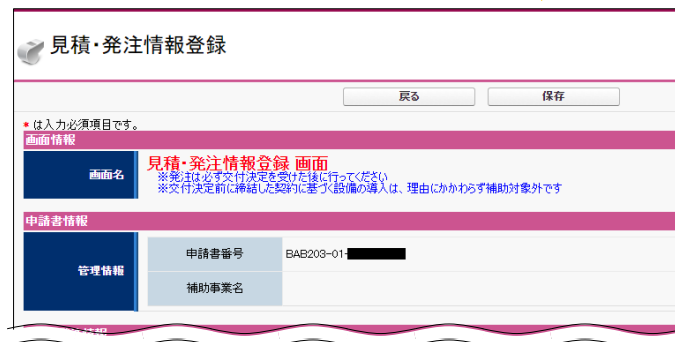 見積・発注情報登録
戻る 保存
* は入力必須項目です。
画面情報
画面名
見積・発注情報登録 画面
※発注は必ず交付決定を受けた後に行ってください
※交付決定前に締結した契約に基づく設備の導入は、理由にかかわらず補助対象外です
申請書情報
管理情報
申請書番号 BAB203-01-
補助事業名